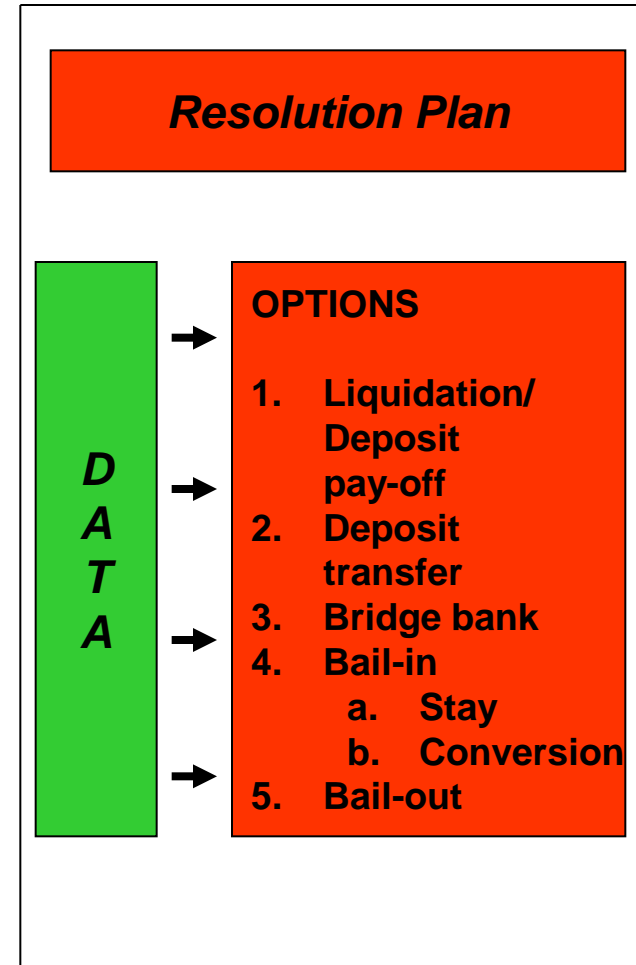 Resolution Plan
D
A
T
A
OPTIONS
1. Liquidation/
Deposit
pay-off
2. Deposit
transfer
3. Bridge bank
4. Bail-in
a. Stay
b. Conversion
5. Bail-out